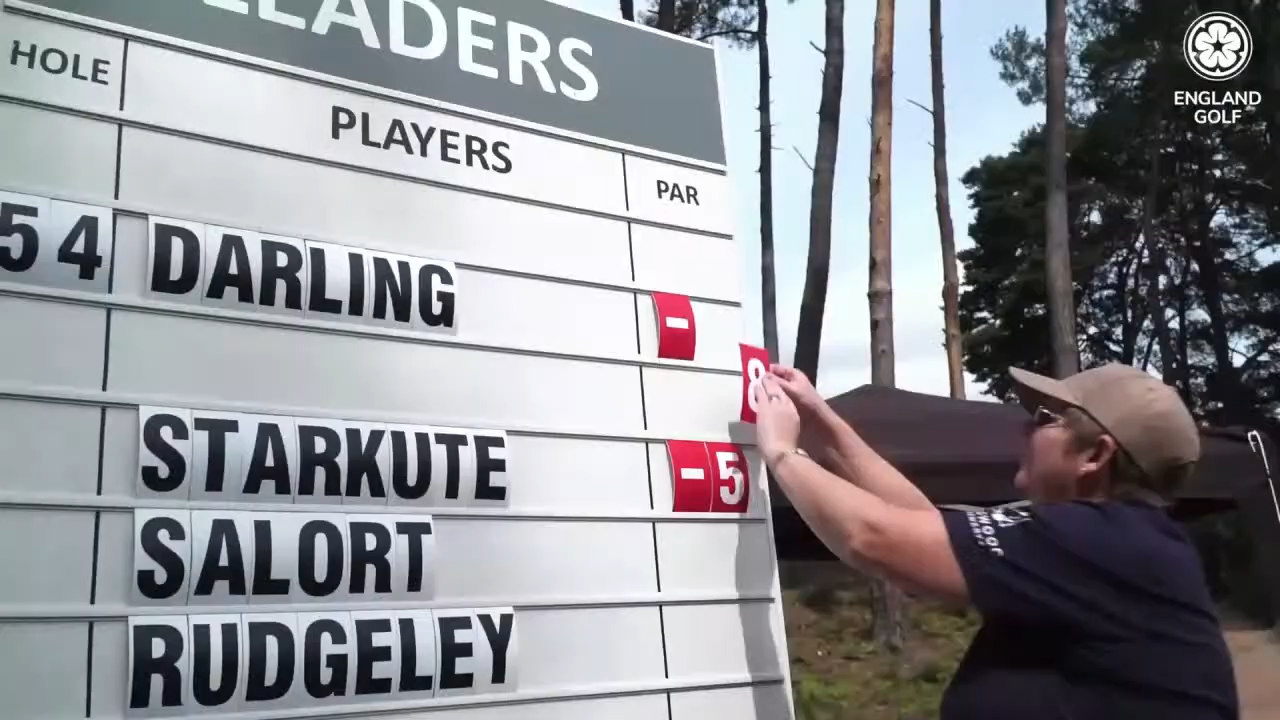 LEADERS
HOLE PLAYERS PAR
54 DARLING -
8
STARKUTE -5
SALORT
RUDGELEY
ENGLAND
GOLF